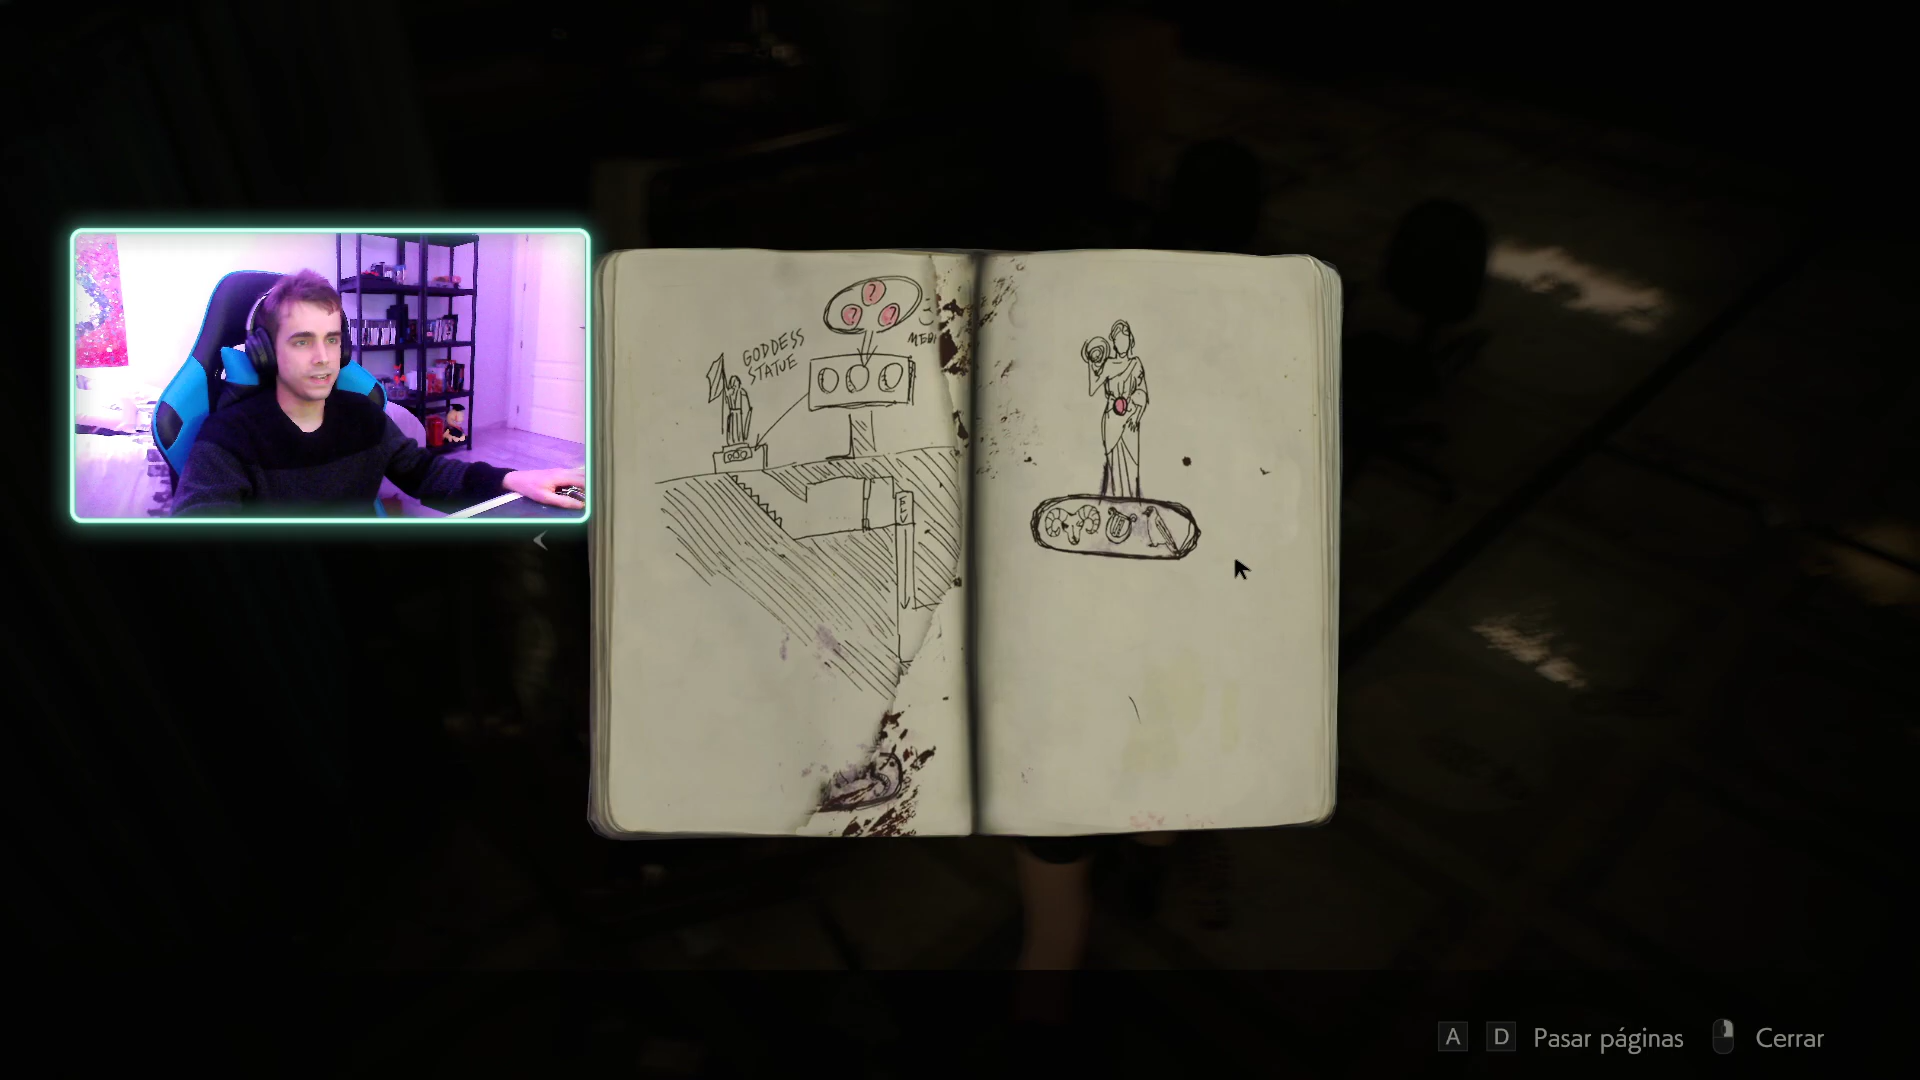 GODDESS
STATUE
?
? ?
A D Pasar páginas Cerrar